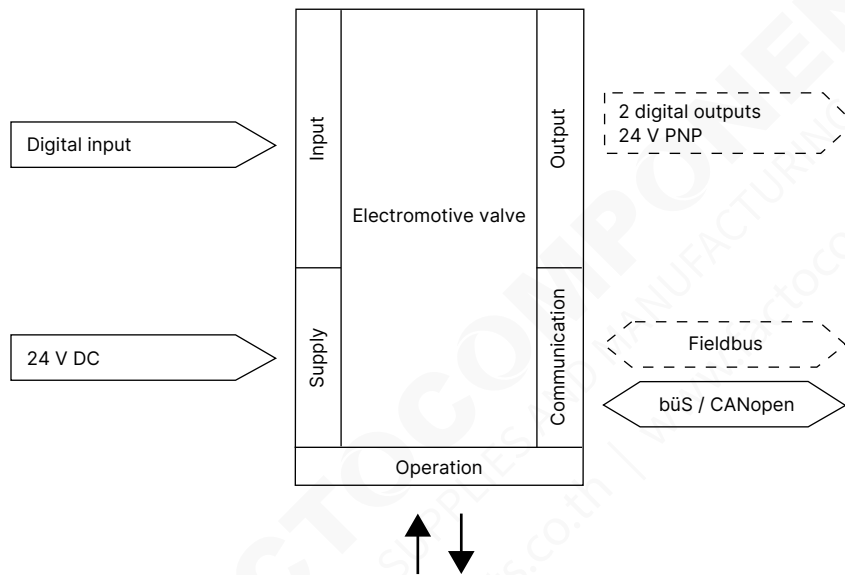 Digital input
Input
Electromotive valve
Output
2 digital outputs
24 V PNP
24 V DC
Supply
Communication
Fieldbus
büS / CANopen
Operation